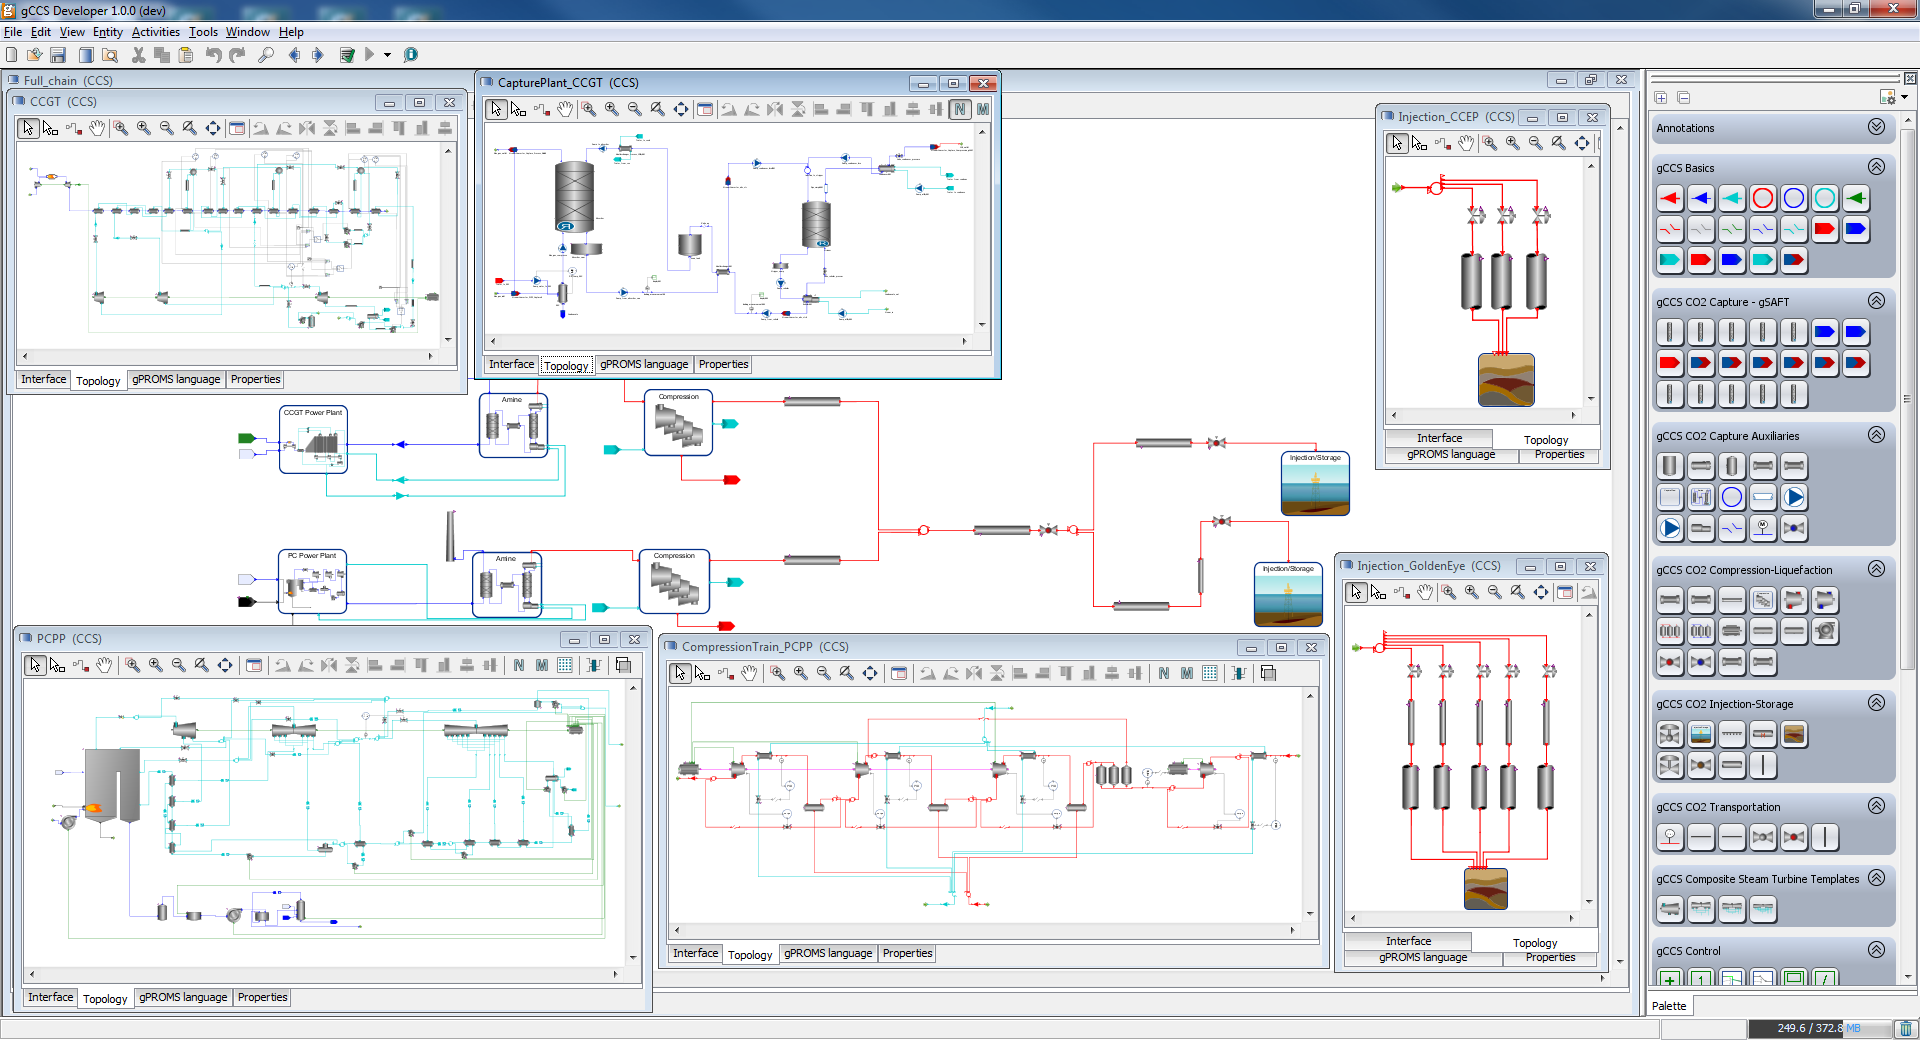 gCCS Developer 1.0.0 (dev)
File Edit View Entity Activities Tools Window Help
Full_chain (CCS)
CCGT (CCS)
Interface Topology gPROMS language Properties
CapturePlant_CCGT (CCS)
N M
Interface Topology gPROMS language Properties
Injection_CCEP (CCS)
Interface Topology
gPROMS language Properties
CCGT Power Plant
Amine
Compression
Injection/Storage
PC Power Plant
Amine
Compression
Injection/Storage
PCPP (CCS)
N M
Interface Topology gPROMS language Properties
CompressionTrain_PCPP (CCS)
N M
Interface Topology gPROMS language Properties
Injection_GoldenEye (CCS)
Interface Topology
gPROMS language Properties
Annotations
gCCS Basics
gCCS CO2 Capture - gSAFT
gCCS CO2 Capture Auxiliaries
gCCS CO2 Compression-Liquefaction
gCCS CO2 Injection-Storage
gCCS CO2 Transportation
gCCS Composite Steam Turbine Templates
gCCS Control
Palette
249.6 / 372.8 MB